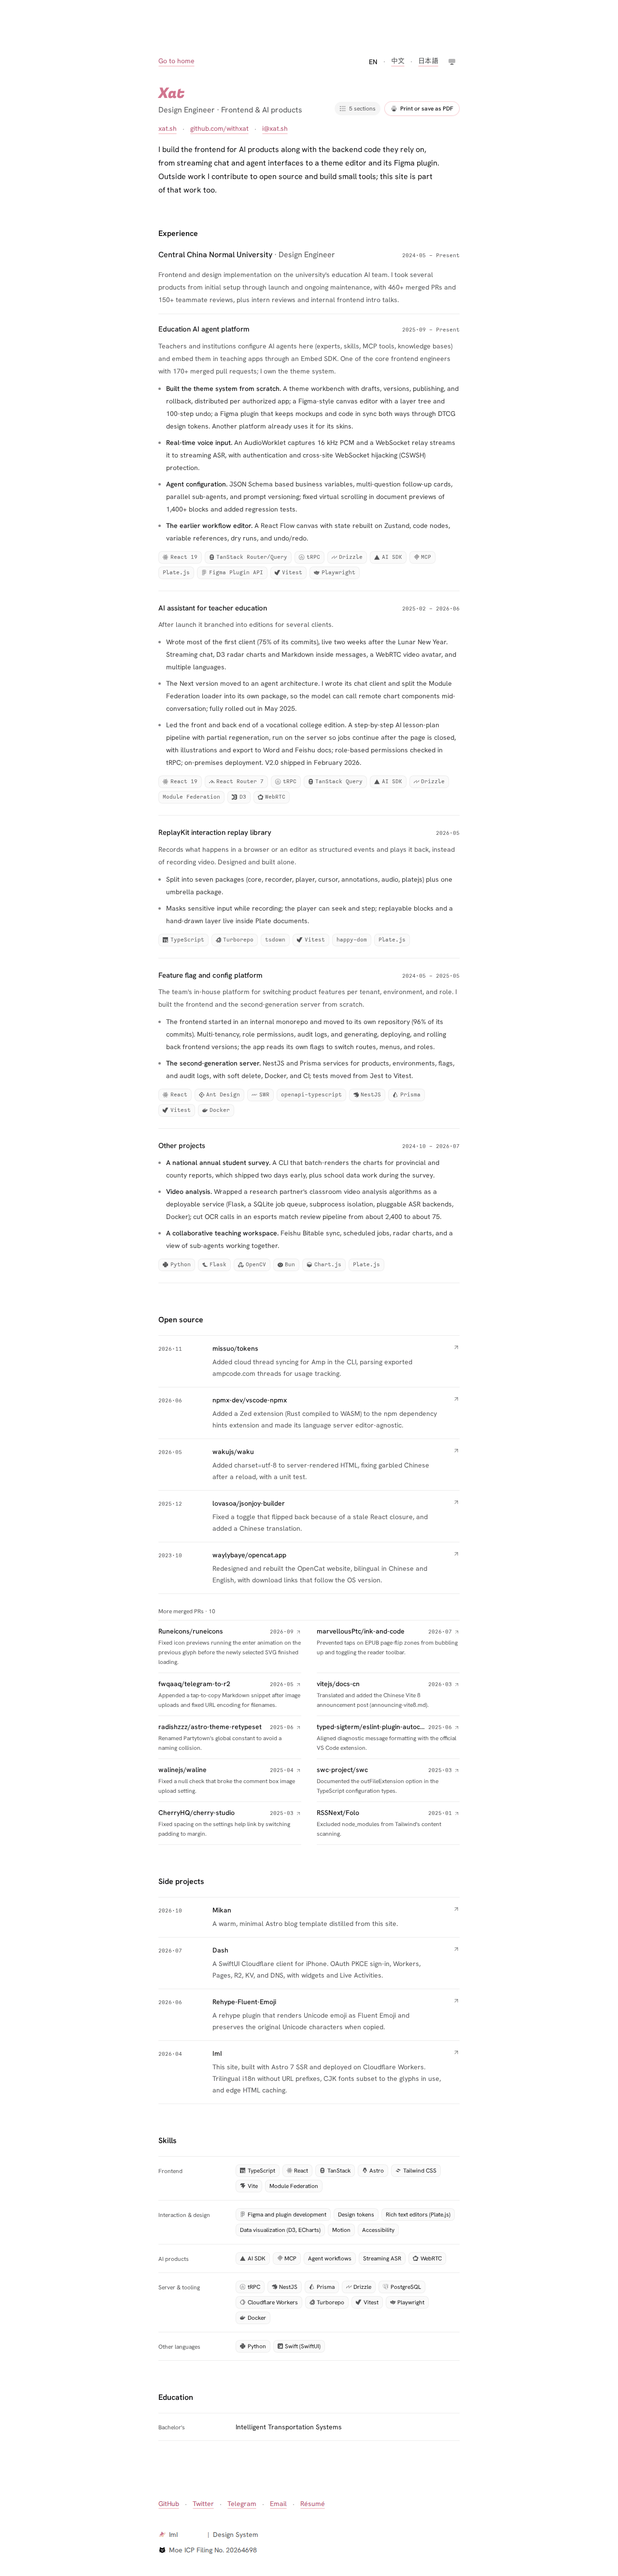 Go to home
EN · 中文 · 日本語
Xat
Design Engineer · Frontend & AI products
5 sections
Print or save as PDF
xat.sh · github.com/withxat · i@xat.sh
I build the frontend for AI products along with the backend code they rely on,
from streaming chat and agent interfaces to a theme editor and its Figma plugin.
Outside work I contribute to open source and build small tools; this site is part
of that work too.
Experience
Central China Normal University · Design Engineer
2024-05 – Present
Frontend and design implementation on the university's education AI team. I took several
products from initial setup through launch and ongoing maintenance, with 460+ merged PRs and
150+ teammate reviews, plus intern reviews and internal frontend intro talks.
Education AI agent platform
2025-09 – Present
Teachers and institutions configure AI agents here (experts, skills, MCP tools, knowledge bases)
and embed them in teaching apps through an Embed SDK. One of the core frontend engineers
with 170+ merged pull requests; I own the theme system.
Built the theme system from scratch. A theme workbench with drafts, versions, publishing, and
rollback, distributed per authorized app; a Figma-style canvas editor with a layer tree and
100-step undo; a Figma plugin that keeps mockups and code in sync both ways through DTCG
design tokens. Another platform already uses it for its skins.
Real-time voice input. An AudioWorklet captures 16 kHz PCM and a WebSocket relay streams
it to streaming ASR, with authentication and cross-site WebSocket hijacking (CSWSH)
protection.
Agent configuration. JSON Schema based business variables, multi-question follow-up cards,
parallel sub-agents, and prompt versioning; fixed virtual scrolling in document previews of
1,400+ blocks and added regression tests.
The earlier workflow editor. A React Flow canvas with state rebuilt on Zustand, code nodes,
variable references, dry runs, and undo/redo.
React 19 TanStack Router/Query tRPC Drizzle AI SDK MCP
Plate.js Figma Plugin API Vitest Playwright
AI assistant for teacher education
2025-02 – 2026-06
After launch it branched into editions for several clients.
Wrote most of the first client (75% of its commits), live two weeks after the Lunar New Year.
Streaming chat, D3 radar charts and Markdown inside messages, a WebRTC video avatar, and
multiple languages.
The Next version moved to an agent architecture. I wrote its chat client and split the Module
Federation loader into its own package, so the model can call remote chart components mid-
conversation; fully rolled out in May 2025.
Led the front and back end of a vocational college edition. A step-by-step AI lesson-plan
pipeline with partial regeneration, run on the server so jobs continue after the page is closed,
with illustrations and export to Word and Feishu docs; role-based permissions checked in
tRPC; on-premises deployment. V2.0 shipped in February 2026.
React 19 React Router 7 tRPC TanStack Query AI SDK Drizzle
Module Federation D3 WebRTC
ReplayKit interaction replay library
2026-05
Records what happens in a browser or an editor as structured events and plays it back, instead
of recording video. Designed and built alone.
Split into seven packages (core, recorder, player, cursor, annotations, audio, platejs) plus one
umbrella package.
Masks sensitive input while recording; the player can seek and step; replayable blocks and a
hand-drawn layer live inside Plate documents.
TypeScript Turborepo tsdown Vitest happy-dom Plate.js
Feature flag and config platform
2024-05 – 2025-05
The team's in-house platform for switching product features per tenant, environment, and role. I
built the frontend and the second-generation server from scratch.
The frontend started in an internal monorepo and moved to its own repository (96% of its
commits). Multi-tenancy, role permissions, audit logs, and generating, deploying, and rolling
back frontend versions; the app reads its own flags to switch routes, menus, and roles.
The second-generation server. NestJS and Prisma services for products, environments, flags,
and audit logs, with soft delete, Docker, and CI; tests moved from Jest to Vitest.
React Ant Design SWR openapi-typescript NestJS Prisma
Vitest Docker
Other projects
2024-10 – 2026-07
A national annual student survey. A CLI that batch-renders the charts for provincial and
county reports, which shipped two days early, plus school data work during the survey.
Video analysis. Wrapped a research partner's classroom video analysis algorithms as a
deployable service (Flask, a SQLite job queue, subprocess isolation, pluggable ASR backends,
Docker); cut OCR calls in an esports match review pipeline from about 2,400 to about 75.
A collaborative teaching workspace. Feishu Bitable sync, scheduled jobs, radar charts, and a
view of sub-agents working together.
Python Flask OpenCV Bun Chart.js Plate.js
Open source
2026-11
missuo/tokens
Added cloud thread syncing for Amp in the CLI, parsing exported
ampcode.com threads for usage tracking.
2026-06
npmx-dev/vscode-npmx
Added a Zed extension (Rust compiled to WASM) to the npm dependency
hints extension and made its language server editor-agnostic.
2026-05
wakujs/waku
Added charset=utf-8 to server-rendered HTML, fixing garbled Chinese
after a reload, with a unit test.
2025-12
lovasoa/jsonjoy-builder
Fixed a toggle that flipped back because of a stale React closure, and
added a Chinese translation.
2023-10
waylybaye/opencat.app
Redesigned and rebuilt the OpenCat website, bilingual in Chinese and
English, with download links that follow the OS version.
More merged PRs · 10
Runeicons/runeicons 2026-09
Fixed icon previews running the enter animation on the
previous glyph before the newly selected SVG finished
loading.
marvellousPtc/ink-and-code 2026-07
Prevented taps on EPUB page-flip zones from bubbling
up and toggling the reader toolbar.
fwqaaq/telegram-to-r2 2026-05
Appended a tap-to-copy Markdown snippet after image
uploads and fixed URL encoding for filenames.
vitejs/docs-cn 2026-03
Translated and added the Chinese Vite 8
announcement post (announcing-vite8.md).
radishzzz/astro-theme-retypeset 2025-06
Renamed Partytown's global constant to avoid a
naming collision.
typed-sigterm/eslint-plugin-autoc... 2025-06
Aligned diagnostic message formatting with the official
VS Code extension.
walinejs/waline 2025-04
Fixed a null check that broke the comment box image
upload setting.
swc-project/swc 2025-03
Documented the outFileExtension option in the
TypeScript configuration types.
CherryHQ/cherry-studio 2025-03
Fixed spacing on the settings help link by switching
padding to margin.
RSSNext/Folo 2025-01
Excluded node_modules from Tailwind's content
scanning.
Side projects
2026-10
Mikan
A warm, minimal Astro blog template distilled from this site.
2026-07
Dash
A SwiftUI Cloudflare client for iPhone. OAuth PKCE sign-in, Workers,
Pages, R2, KV, and DNS, with widgets and Live Activities.
2026-06
Rehype-Fluent-Emoji
A rehype plugin that renders Unicode emoji as Fluent Emoji and
preserves the original Unicode characters when copied.
2026-04
Iml
This site, built with Astro 7 SSR and deployed on Cloudflare Workers.
Trilingual i18n without URL prefixes, CJK fonts subset to the glyphs in use,
and edge HTML caching.
Skills
Frontend
TypeScript React TanStack Astro Tailwind CSS
Vite Module Federation
Interaction & design
Figma and plugin development Design tokens Rich text editors (Plate.js)
Data visualization (D3, ECharts) Motion Accessibility
AI products
AI SDK MCP Agent workflows Streaming ASR WebRTC
Server & tooling
tRPC NestJS Prisma Drizzle PostgreSQL
Cloudflare Workers Turborepo Vitest Playwright
Docker
Other languages
Python Swift (SwiftUI)
Education
Bachelor's
Intelligent Transportation Systems
GitHub · Twitter · Telegram · Email · Résumé
Iml | Design System
Moe ICP Filing No. 20264698